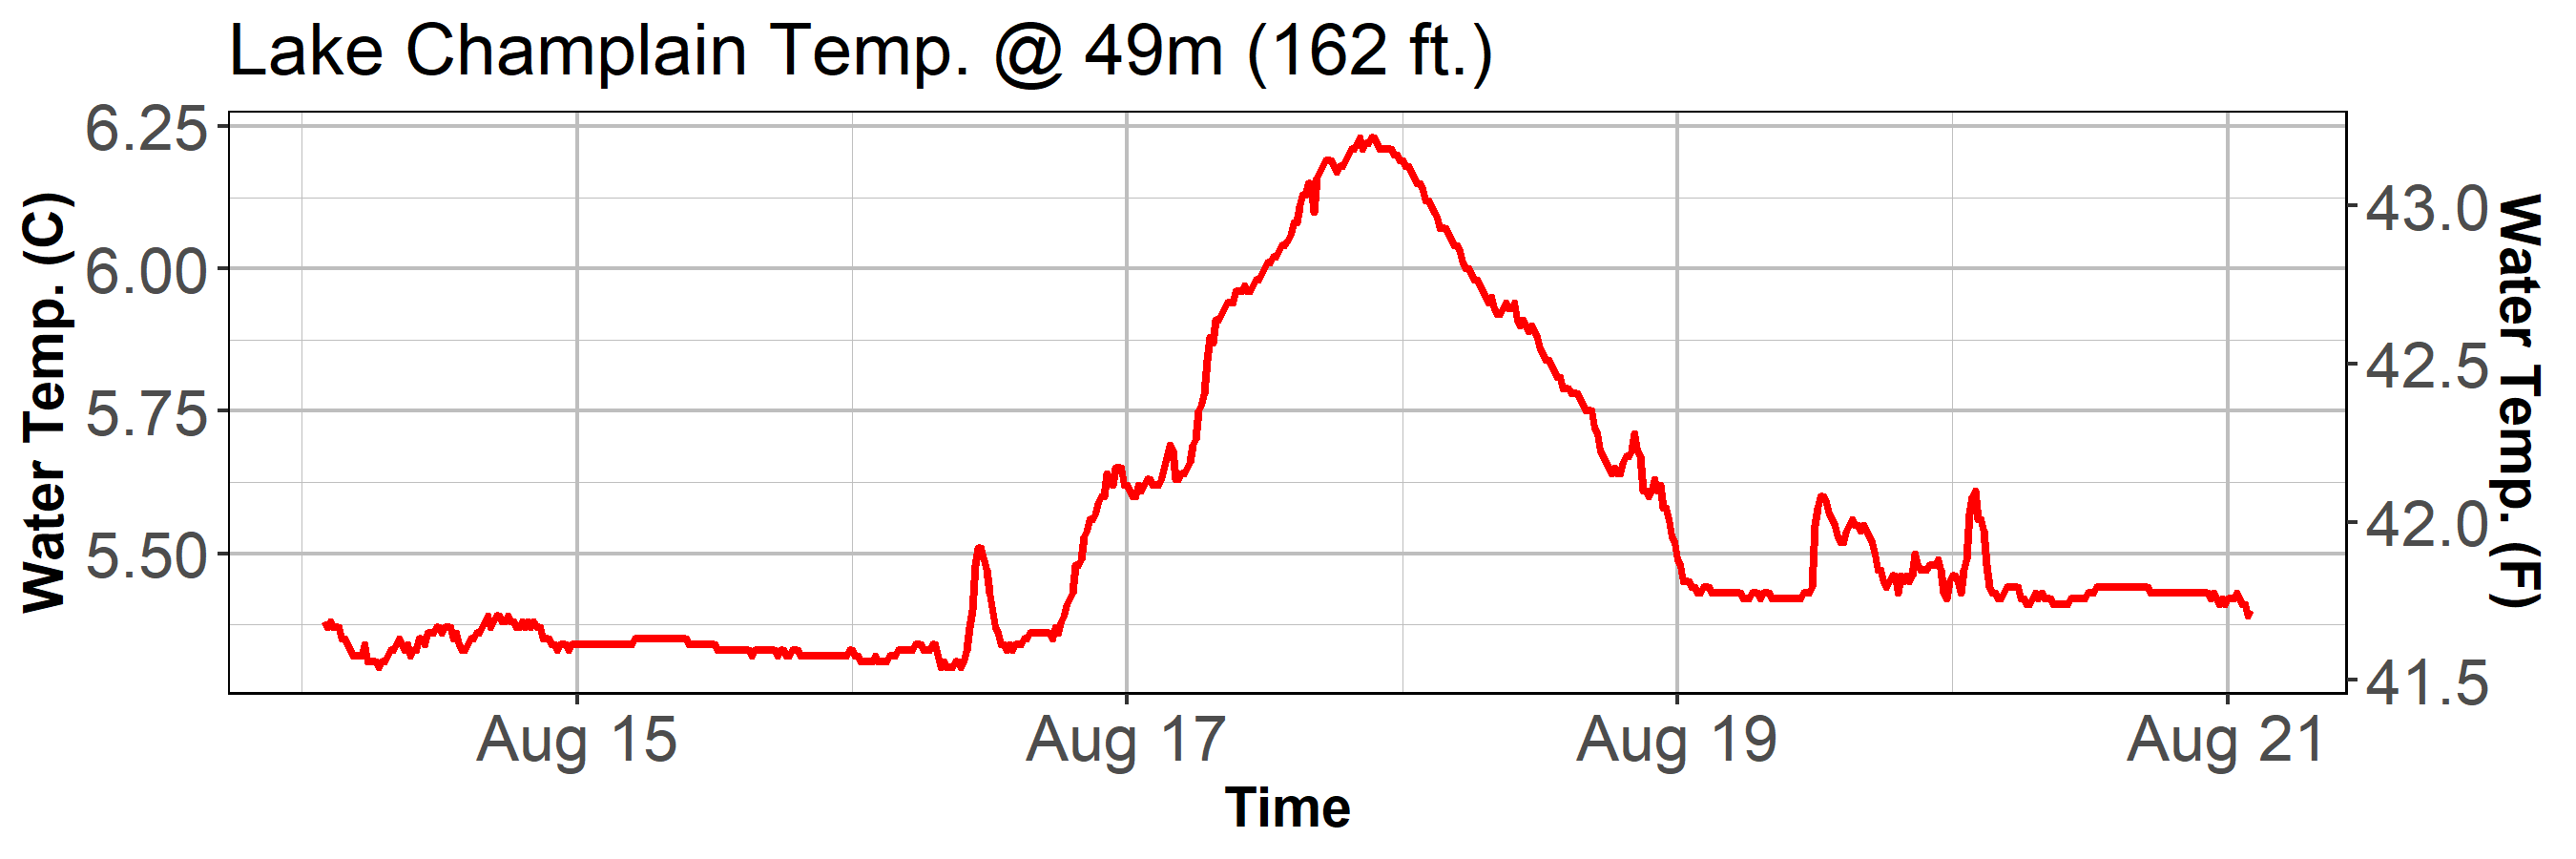 Lake Champlain Temp. @ 49m (162 ft.)
Water Temp. (C)
6.25
6.00
5.75
5.50
43.0
42.5
42.0
41.5
Water Temp. (F)
Aug 15
Aug 17
Aug 19
Aug 21
Time